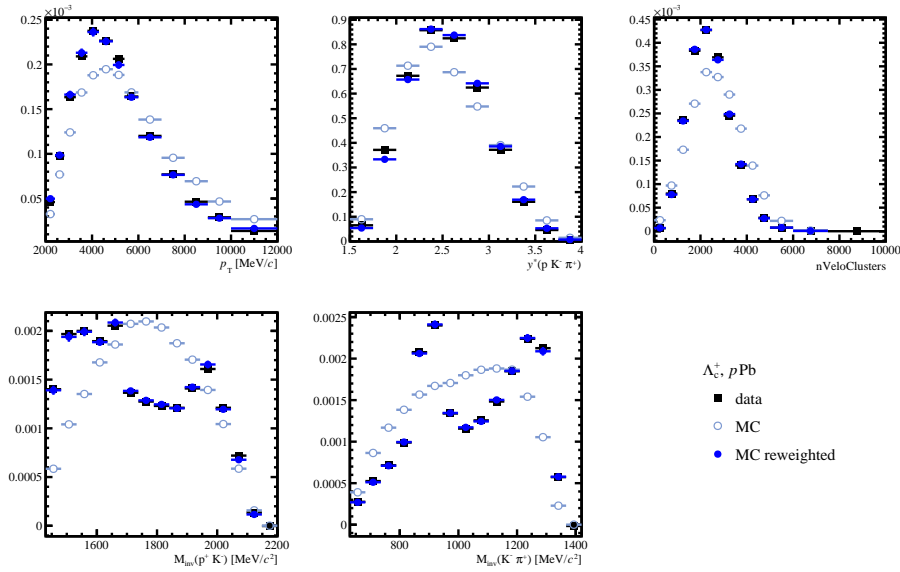 ×10⁻³
0.25
0.2
0.15
0.1
0.05
2000 4000 6000 8000 10000 12000
p_T [MeV/c]
0.9
0.8
0.7
0.6
0.5
0.4
0.3
0.2
0.1
0
1.5 2 2.5 3 3.5 4
y*(p K⁻ π⁺)
×10⁻³
0.45
0.4
0.35
0.3
0.25
0.2
0.15
0.1
0.05
0
0 2000 4000 6000 8000 10000
nVeloClusters
0.002
0.0015
0.001
0.0005
0
1600 1800 2000 2200
M_inv(p⁺ K⁻) [MeV/c²]
0.0025
0.002
0.0015
0.001
0.0005
0
800 1000 1200 1400
M_inv(K⁻ π⁺) [MeV/c²]
Λ_c⁺, pPb
data
MC
MC reweighted